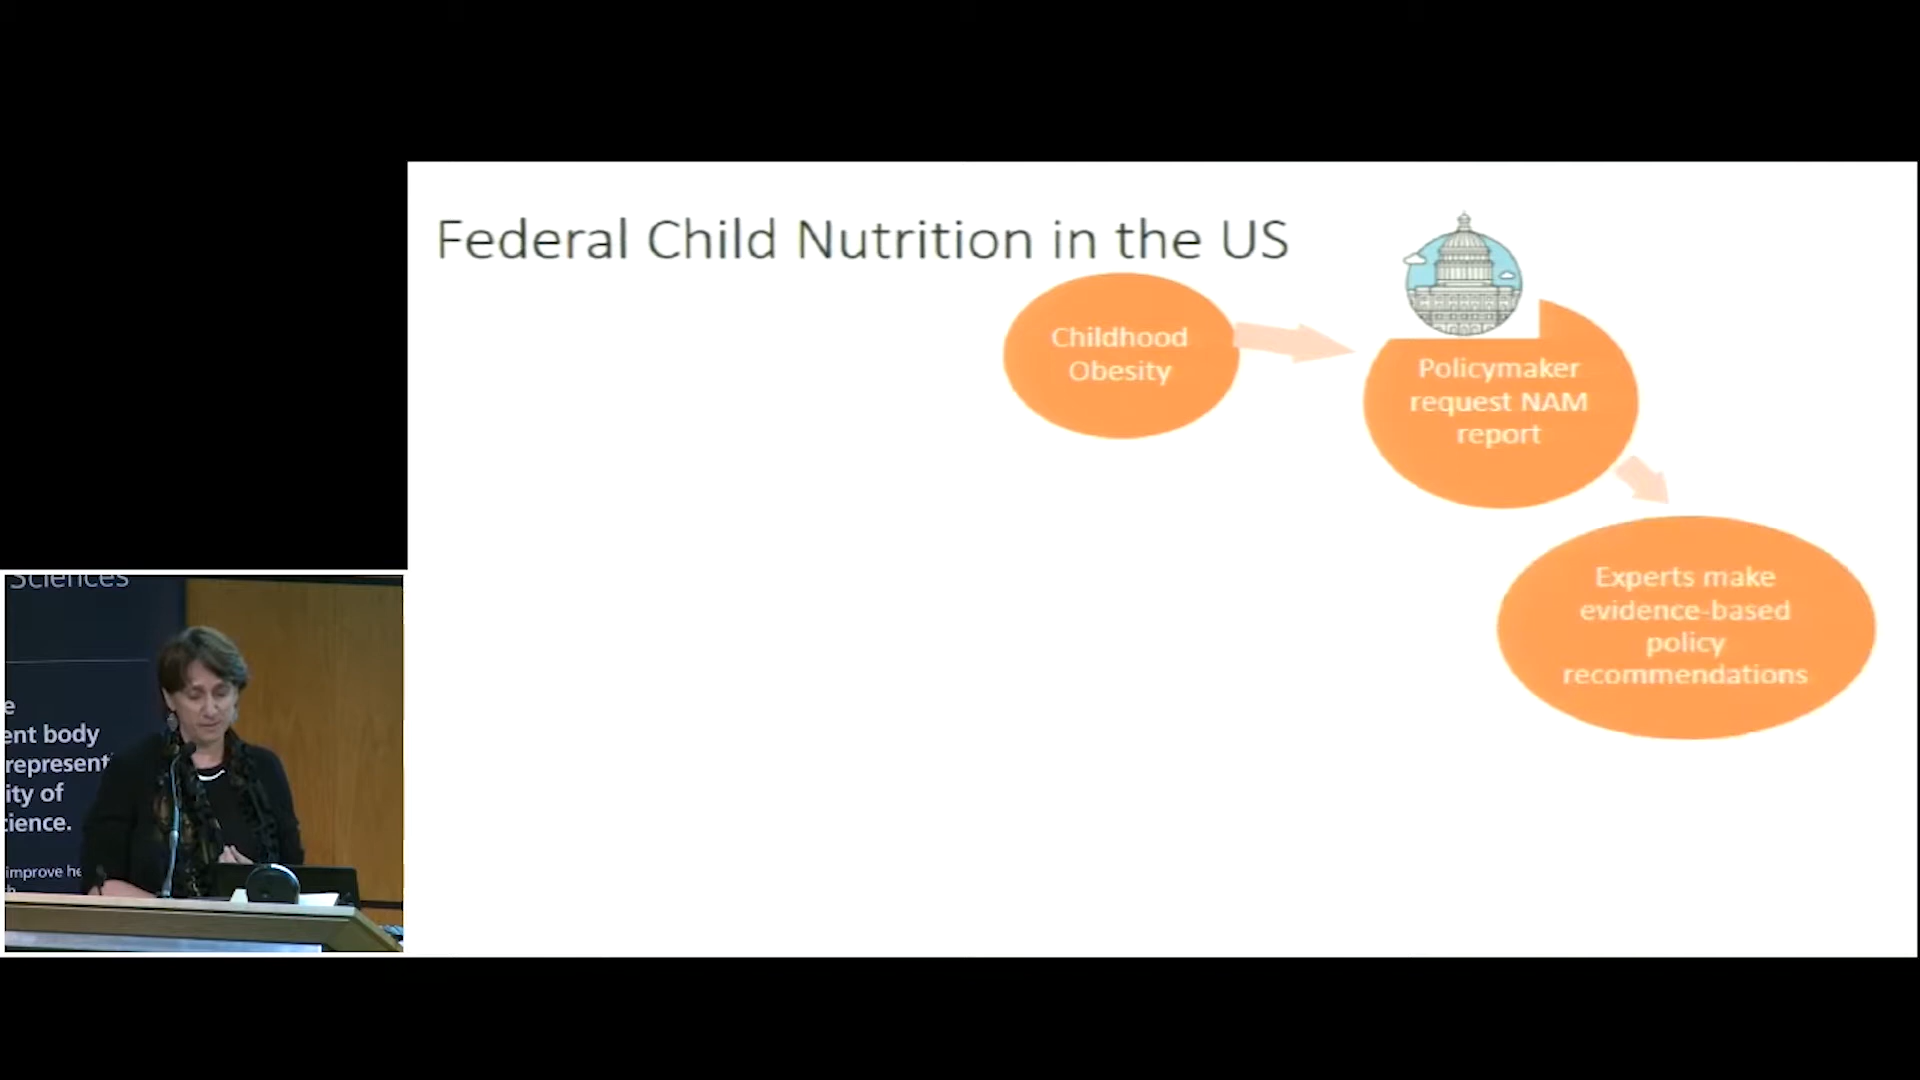 Federal Child Nutrition in the US
Childhood
Obesity
Policymaker
request NAM
report
Experts make
evidence-based
policy
recommendations
Sciences
e
ent body
represent
ity of
cience.
improve he